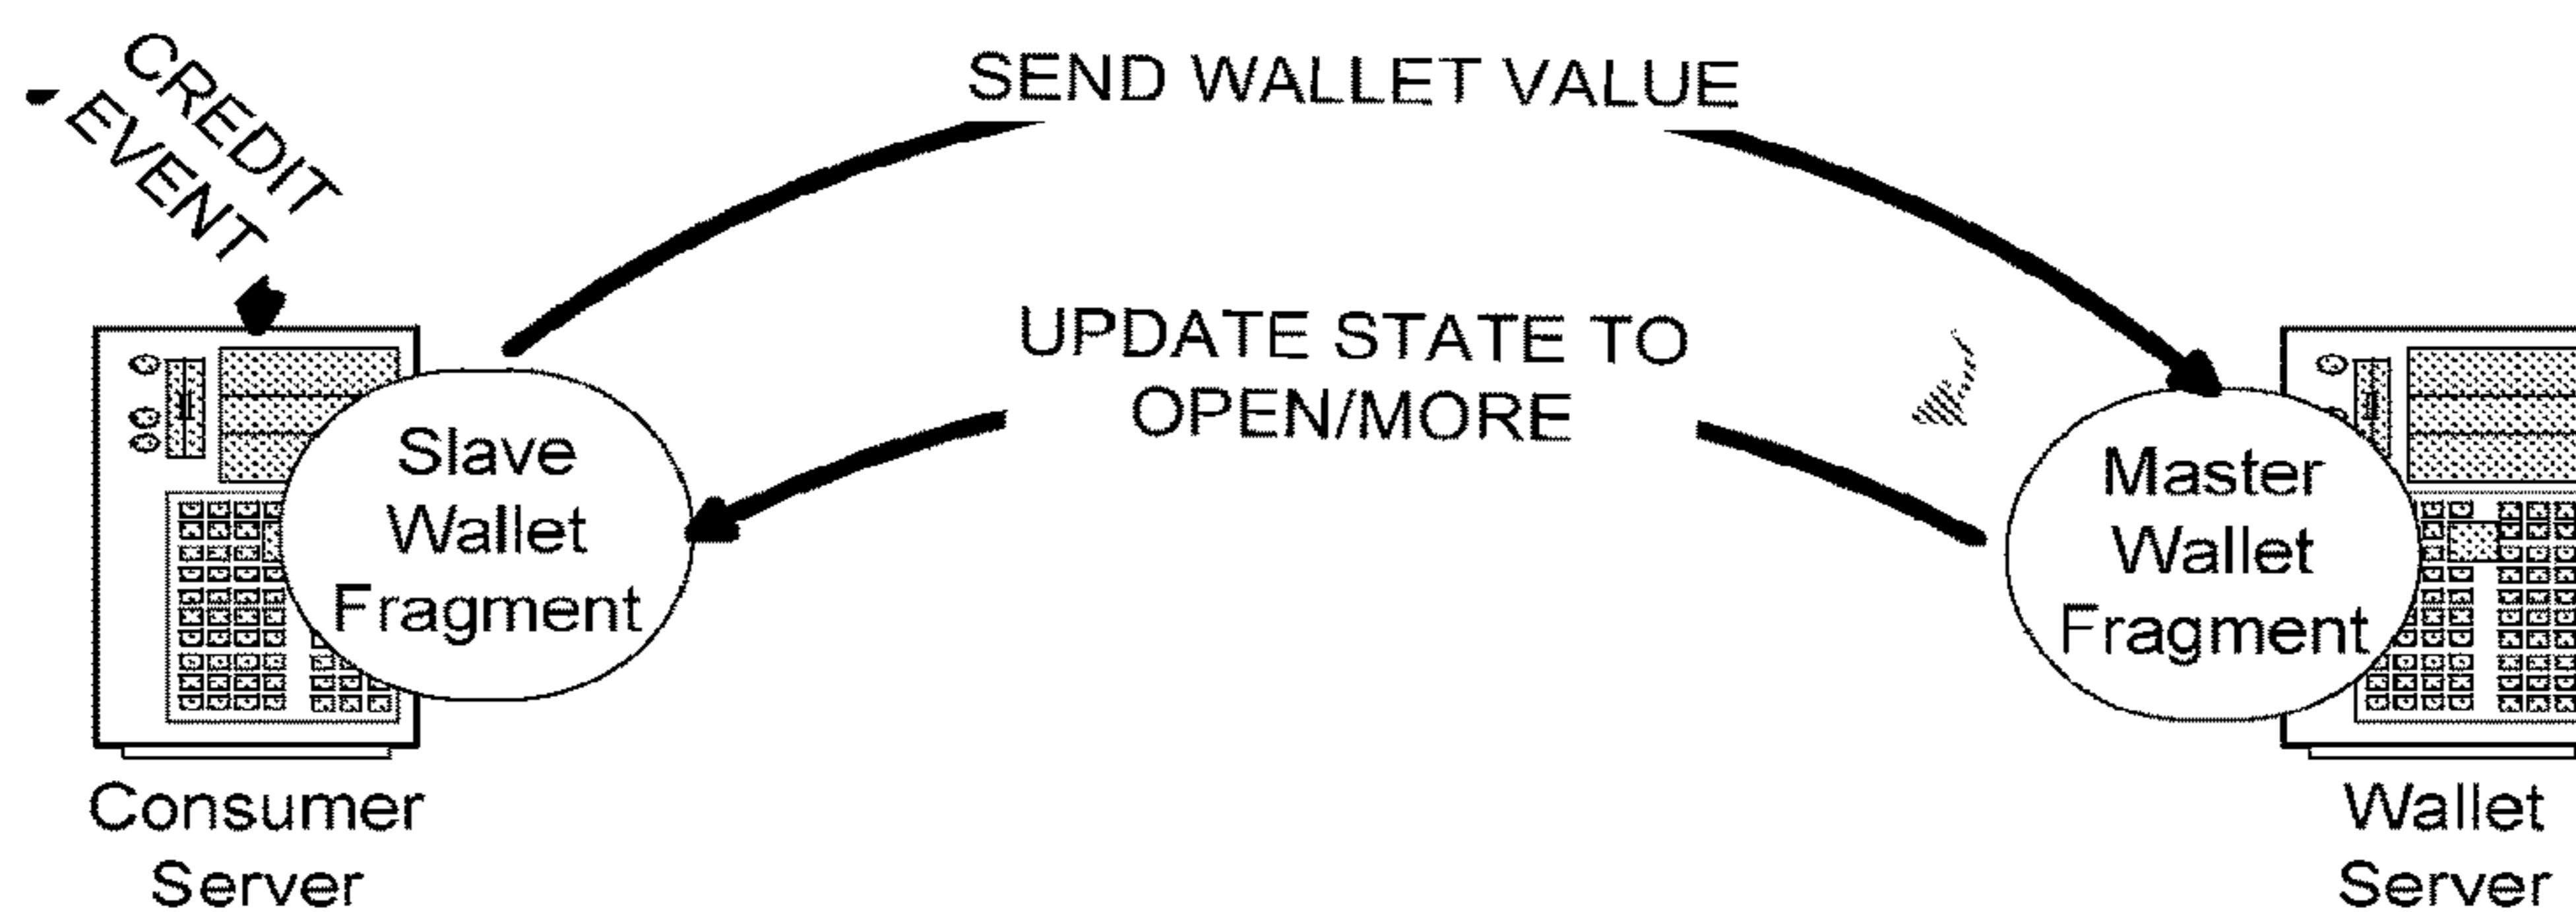 CREDIT
EVENT
SEND WALLET VALUE
UPDATE STATE TO
OPEN/MORE
Slave
Wallet
Fragment
Master
Wallet
Fragment
Consumer
Server
Wallet
Server